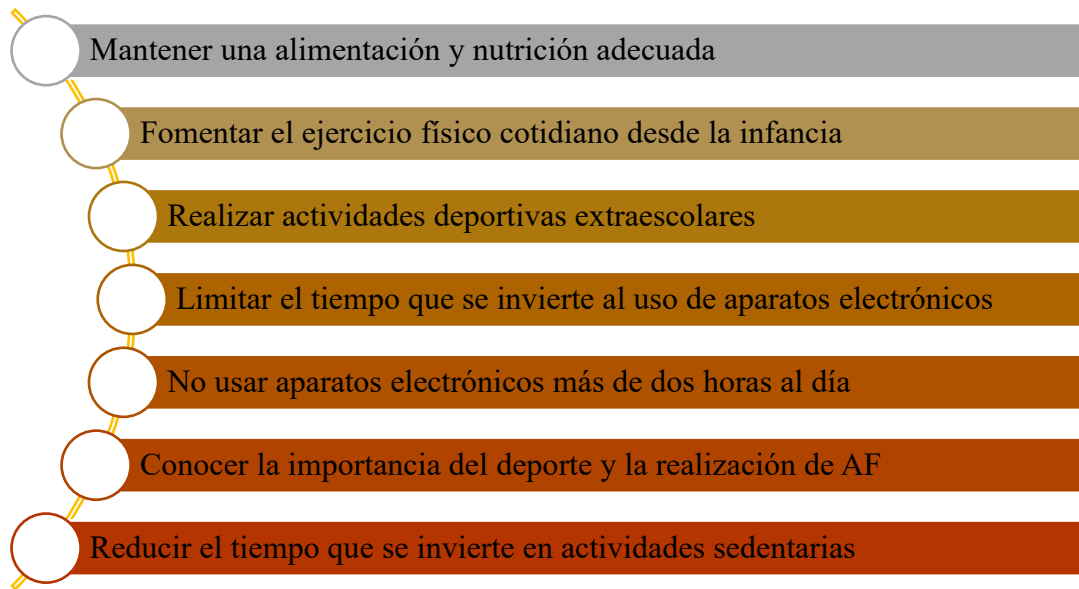 Mantener una alimentación y nutrición adecuada
Fomentar el ejercicio físico cotidiano desde la infancia
Realizar actividades deportivas extraescolares
Limitar el tiempo que se invierte al uso de aparatos electrónicos
No usar aparatos electrónicos más de dos horas al día
Conocer la importancia del deporte y la realización de AF
Reducir el tiempo que se invierte en actividades sedentarias